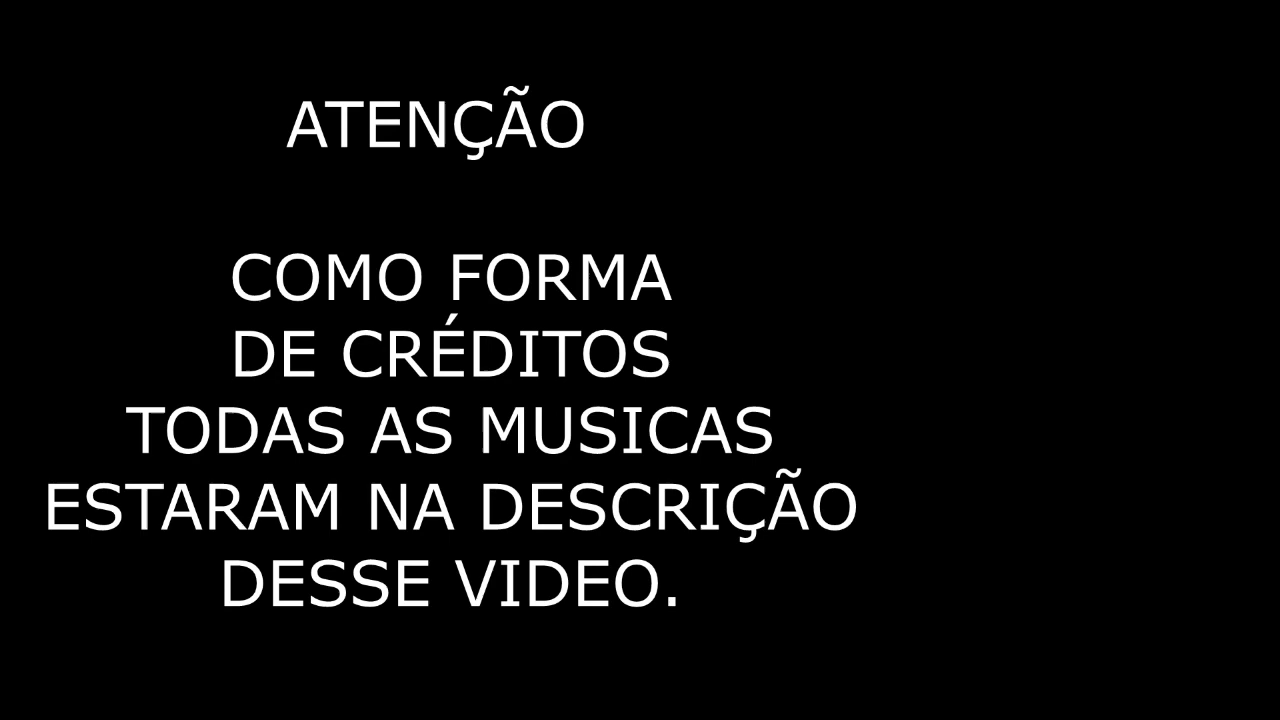 ATENÇÃO
COMO FORMA
DE CRÉDITOS
TODAS AS MUSICAS
ESTARAM NA DESCRIÇÃO
DESSE VIDEO.